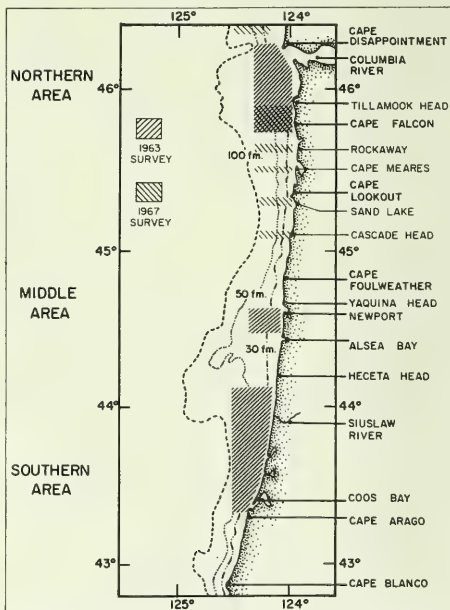 125°
124°
CAPE
DISAPPOINTMENT
COLUMBIA
RIVER
NORTHERN
AREA
46°
46°
TILLAMOOK HEAD
CAPE FALCON
1963
SURVEY
100 fm.
ROCKAWAY
CAPE MEARES
1967
SURVEY
CAPE
LOOKOUT
SAND LAKE
CASCADE HEAD
45°
45°
CAPE
FOULWEATHER
MIDDLE
AREA
50 fm.
YAQUINA HEAD
NEWPORT
30 fm.
ALSEA BAY
HECETA HEAD
44°
44°
SIUSLAW
RIVER
SOUTHERN
AREA
COOS BAY
CAPE ARAGO
43°
43°
CAPE BLANCO
125°
124°